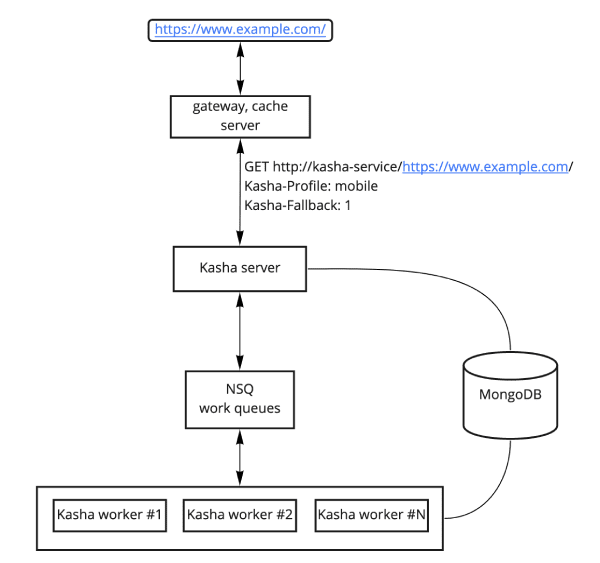 https://www.example.com/
gateway, cache
server
GET http://kasha-service/https://www.example.com/
Kasha-Profile: mobile
Kasha-Fallback: 1
Kasha server
NSQ
work queues
MongoDB
Kasha worker #1
Kasha worker #2
Kasha worker #N